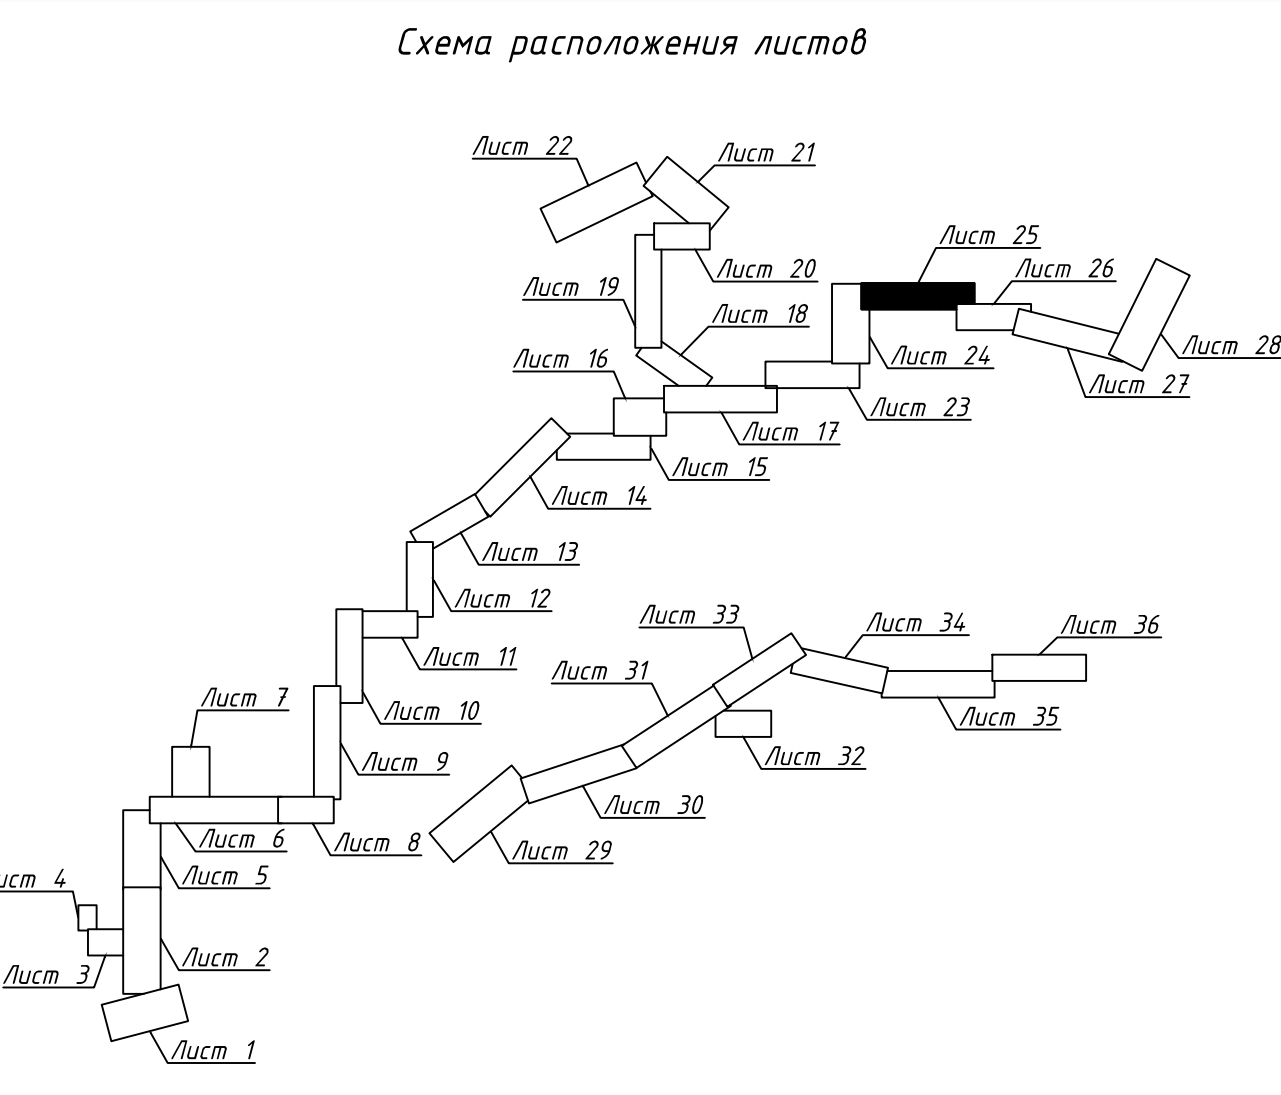 Схема расположения листов
Лист 22
Лист 21
Лист 25
Лист 20
Лист 26
Лист 19
Лист 18
Лист 28
Лист 16
Лист 24
Лист 27
Лист 23
Лист 17
Лист 15
Лист 14
Лист 13
Лист 12
Лист 33
Лист 34
Лист 36
Лист 11
Лист 31
Лист 7
Лист 10
Лист 35
Лист 9
Лист 32
Лист 30
Лист 6
Лист 8
Лист 29
Лист 5
ист 4
Лист 2
Лист 3
Лист 1